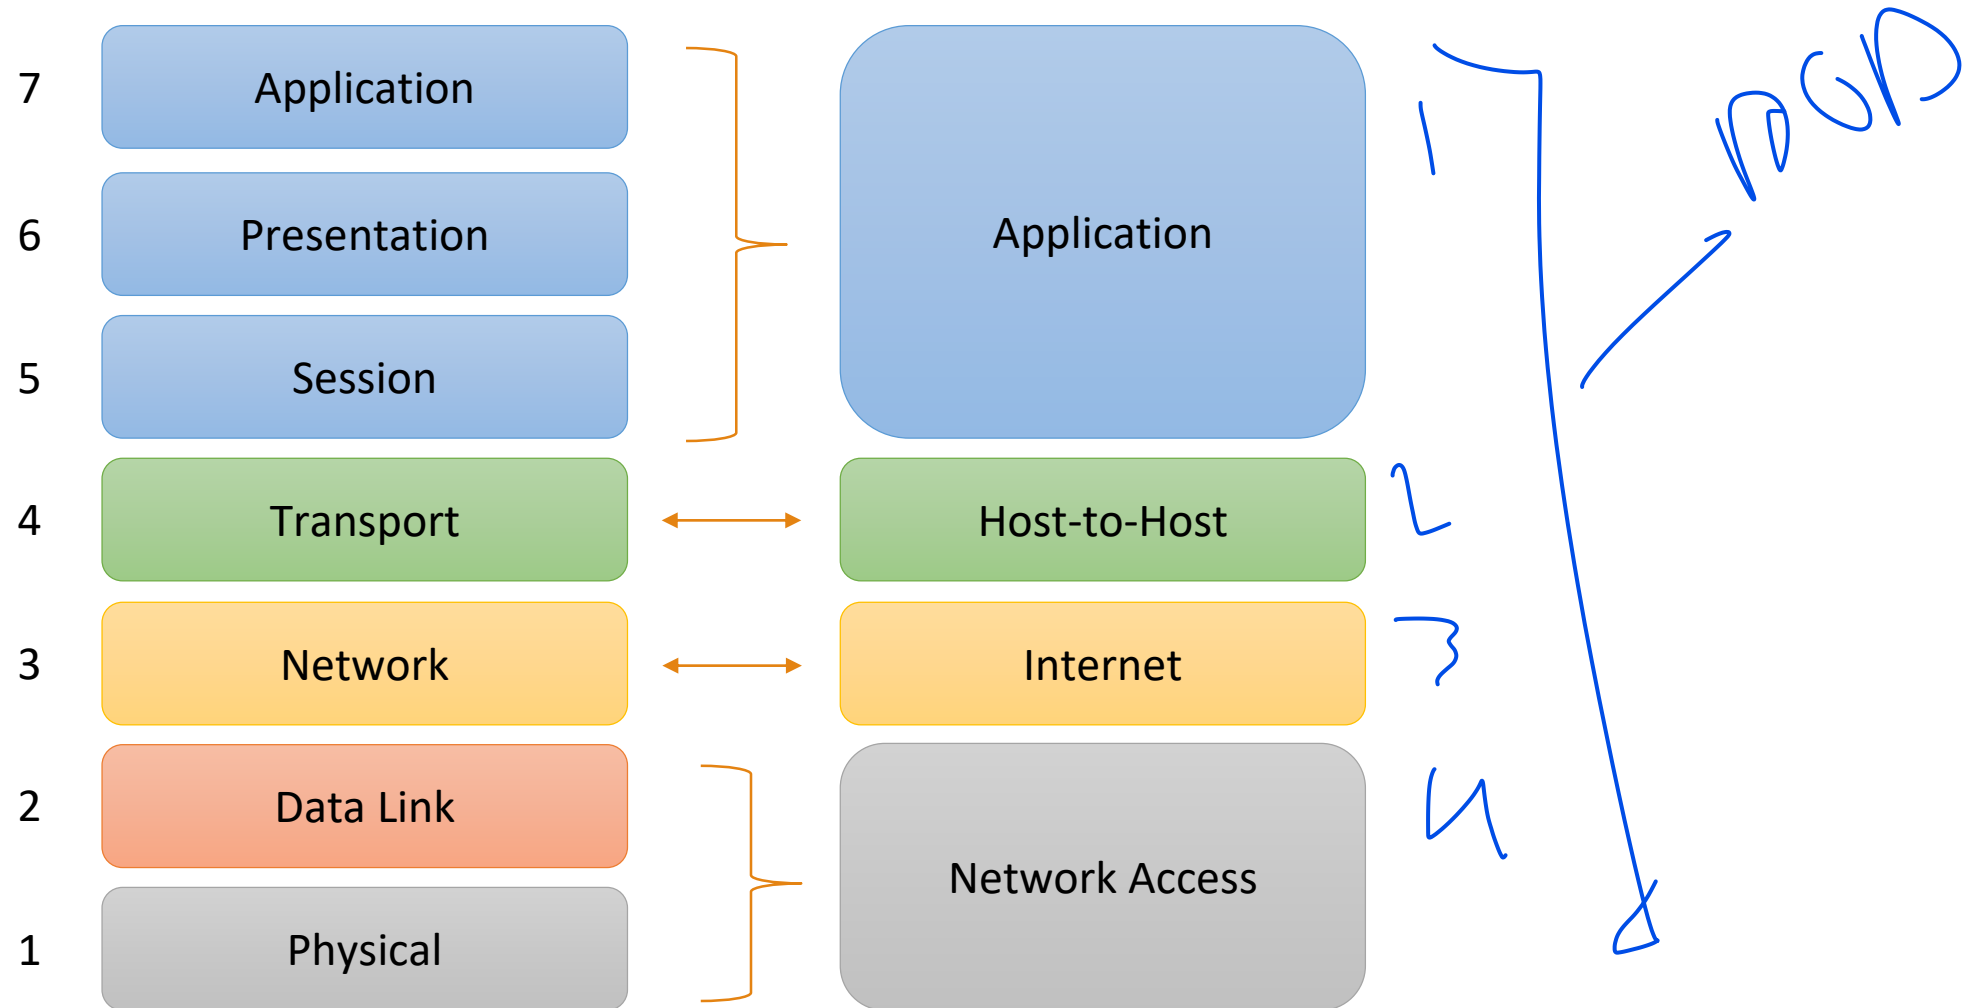 7 Application
6 Presentation Application 1
5 Session
4 Transport Host-to-Host 2
3 Network Internet 3
2 Data Link 4
Network Access
1 Physical